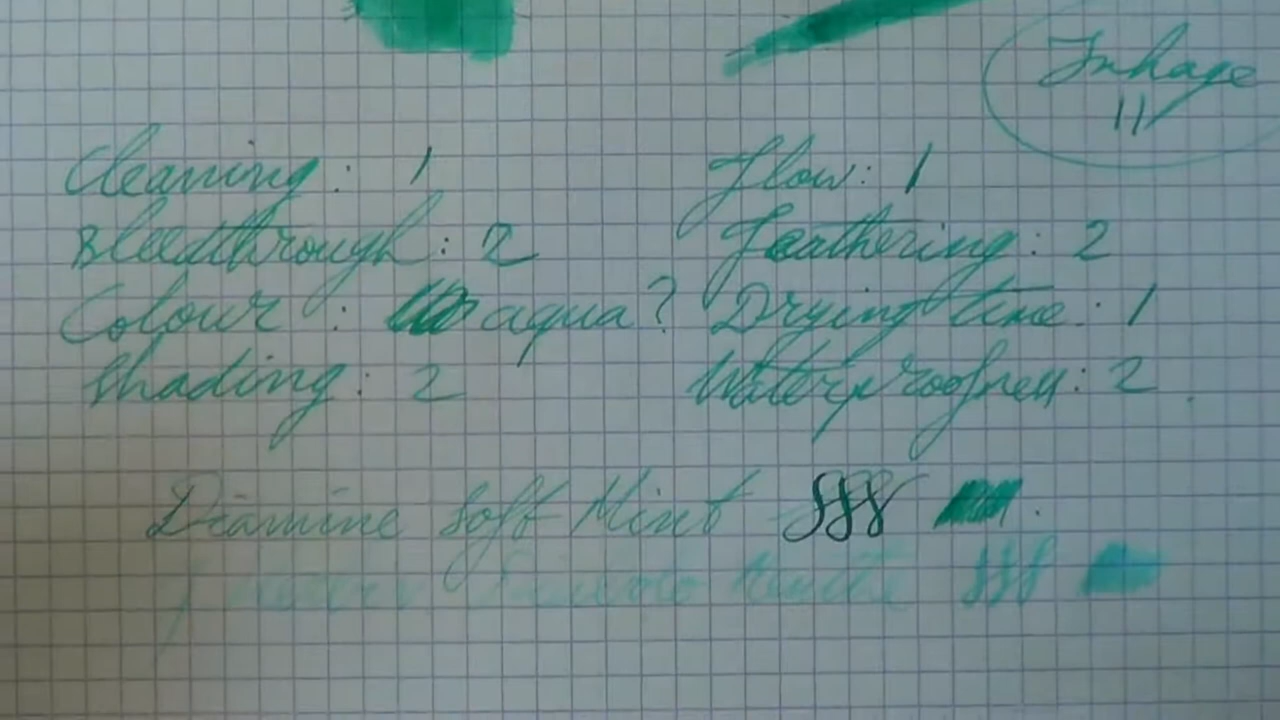 Inkage
11
Cleaning: 1 Flow: 1
Bleedthrough: 2 Feathering: 2
Colour: aqua? Drying time: 1
Shading: 2 Waterproofness: 2
Diamine Soft Mint